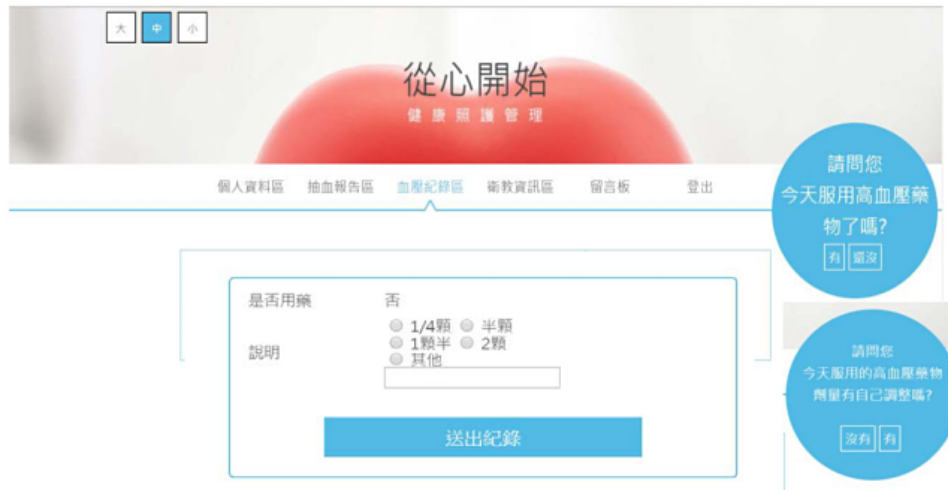 大 中 小
從心開始
健康照護管理
個人資料區 抽血報告區 血壓紀錄區 衛教資訊區 留言板 登出
請問您
今天服用高血壓藥
物了嗎?
有 還沒
是否用藥 否
說明
1/4顆 半顆
1顆半 2顆
其他
送出紀錄
請問您
今天服用的高血壓藥物
劑量有自己調整嗎?
沒有 有